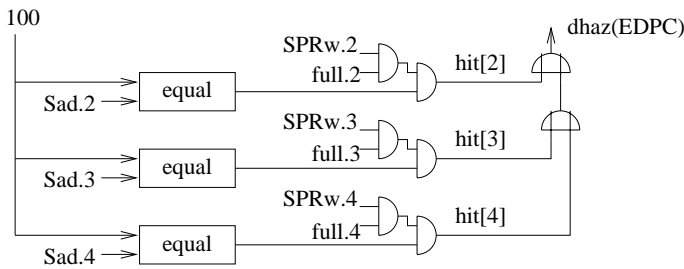 100
dhaz(EDPC)
SPRw.2
full.2
hit[2]
equal
Sad.2
SPRw.3
full.3
hit[3]
equal
Sad.3
SPRw.4
full.4
hit[4]
equal
Sad.4